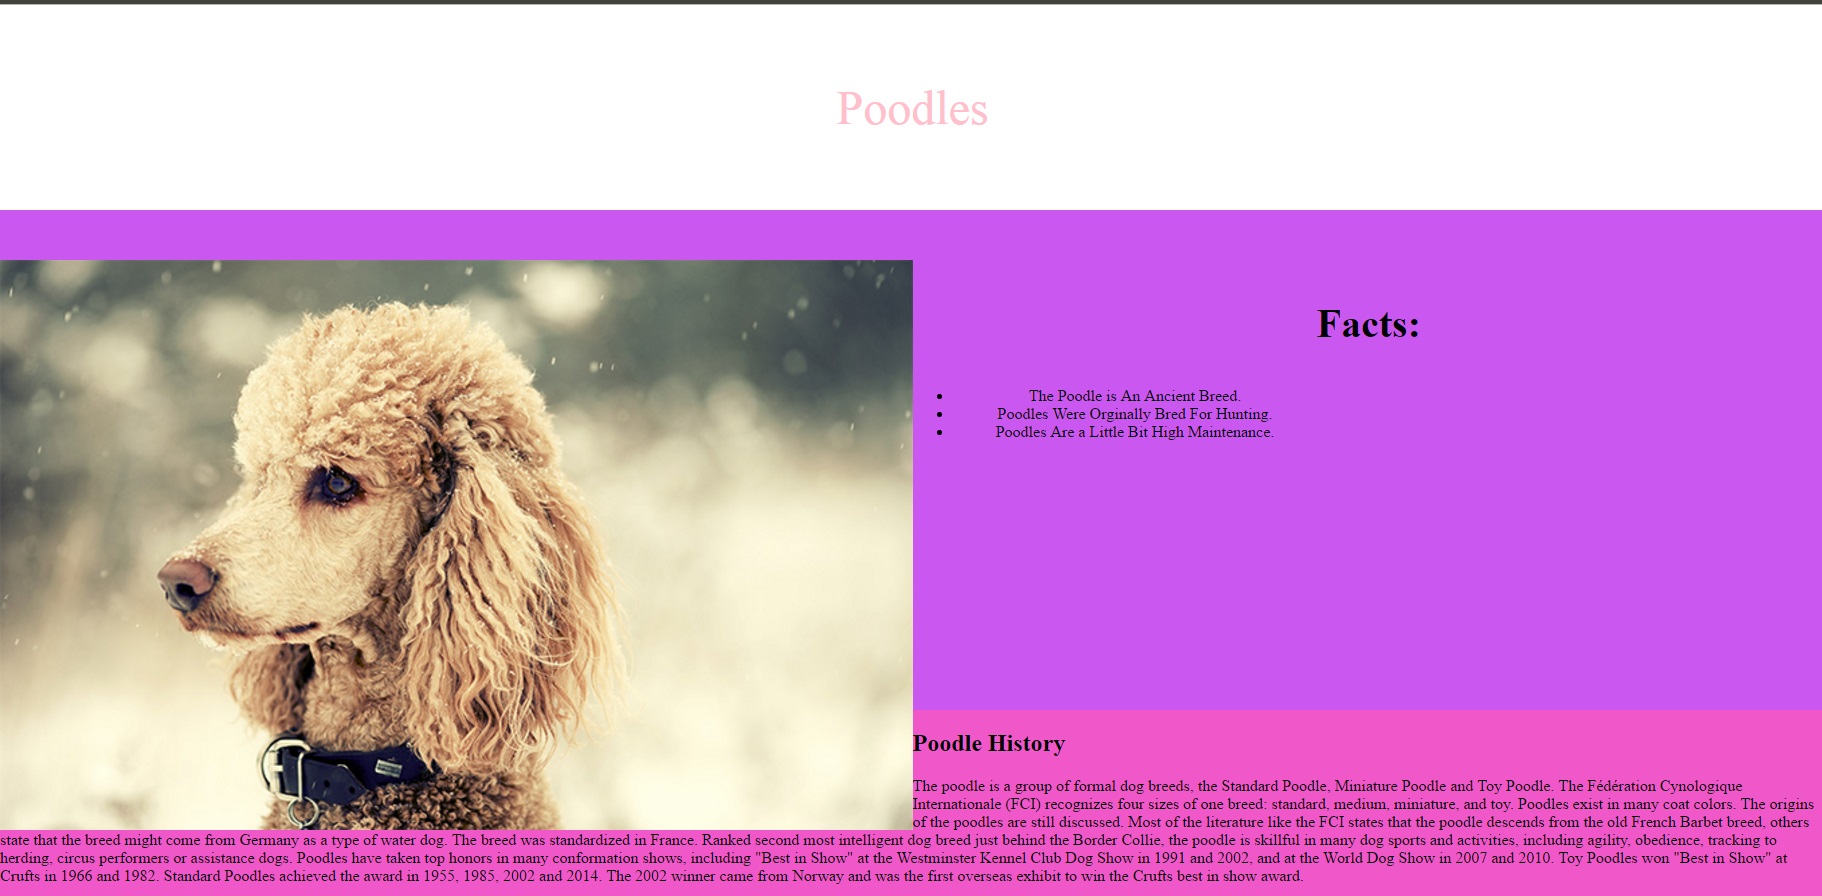 Poodles
Facts:
The Poodle is An Ancient Breed.
Poodles Were Orginally Bred For Hunting.
Poodles Are a Little Bit High Maintenance.
Poodle History
The poodle is a group of formal dog breeds, the Standard Poodle, Miniature Poodle and Toy Poodle. The Fédération Cynologique
Internationale (FCI) recognizes four sizes of one breed: standard, medium, miniature, and toy. Poodles exist in many coat colors. The origins
of the poodles are still discussed. Most of the literature like the FCI states that the poodle descends from the old French Barbet breed, others
state that the breed might come from Germany as a type of water dog. The breed was standardized in France. Ranked second most intelligent dog breed just behind the Border Collie, the poodle is skillful in many dog sports and activities, including agility, obedience, tracking to
herding, circus performers or assistance dogs. Poodles have taken top honors in many conformation shows, including "Best in Show" at the Westminster Kennel Club Dog Show in 1991 and 2002, and at the World Dog Show in 2007 and 2010. Toy Poodles won "Best in Show" at
Crufts in 1966 and 1982. Standard Poodles achieved the award in 1955, 1985, 2002 and 2014. The 2002 winner came from Norway and was the first overseas exhibit to win the Crufts best in show award.